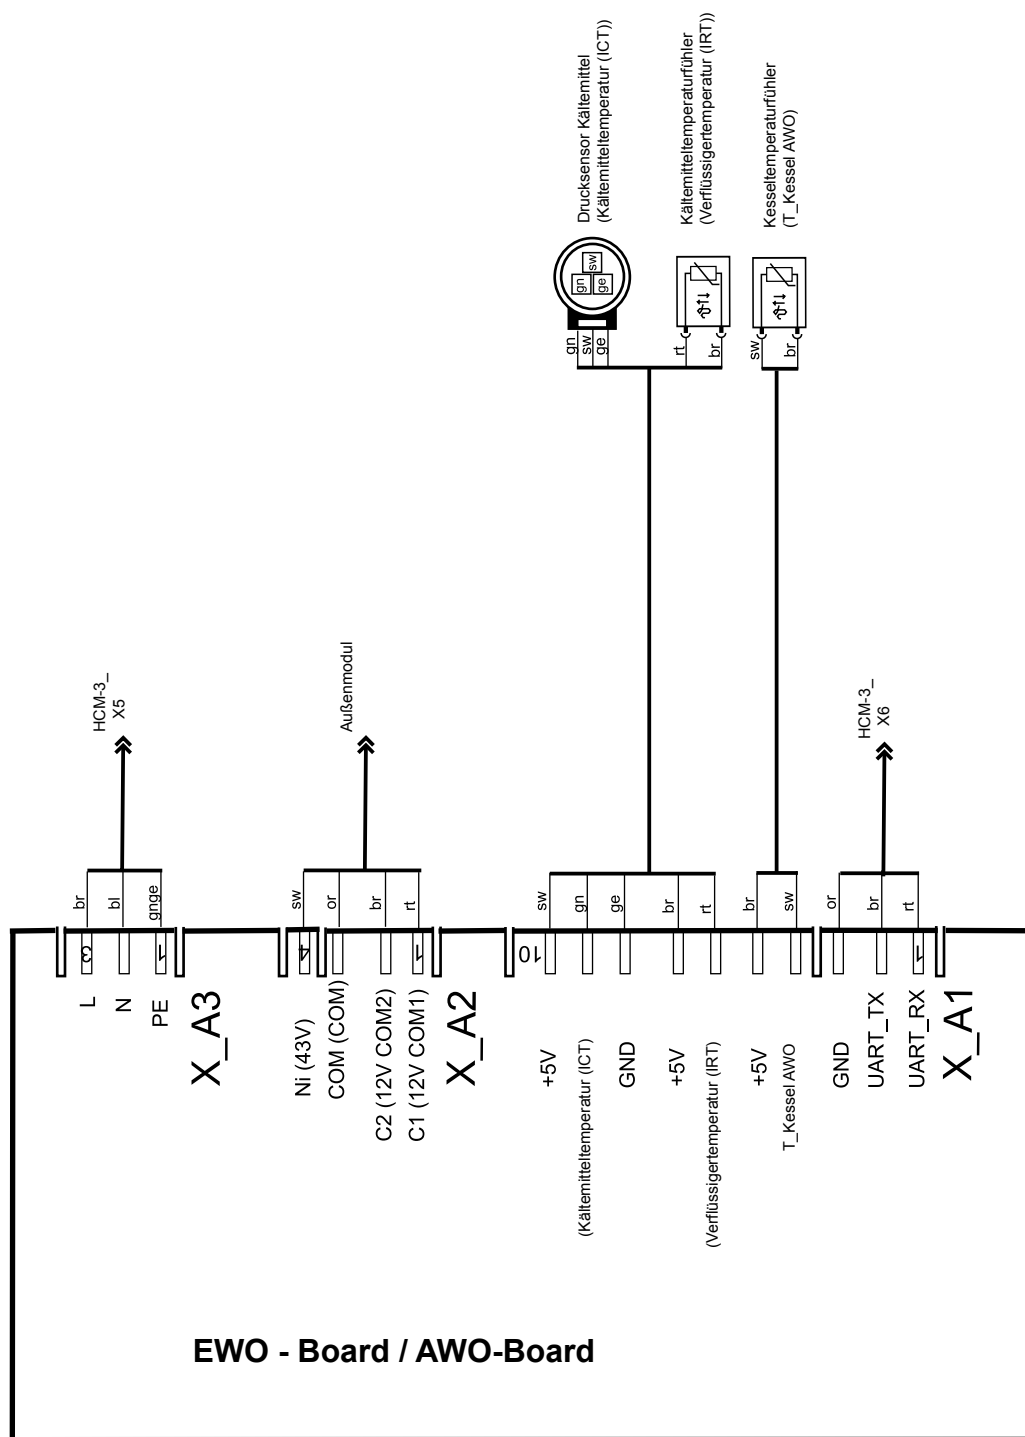 Drucksensor Kältemittel
(Kältemitteltemperatur (ICT))
Kältemitteltemperaturfühler
(Verflüssigertemperatur (IRT))
Kesseltemperaturfühler
(T_Kessel AWO)
gn
sw
ge
gn
sw
ge
rt
br
sw
br
HCM-3_
X5
Außenmodul
HCM-3_
X6
br
bl
gnge
sw
or
br
rt
sw
gn
ge
br
rt
br
sw
or
br
rt
3
1
4
1
10
1
L
N
PE
X_A3
Ni (43V)
COM (COM)
C2 (12V COM2)
C1 (12V COM1)
X_A2
+5V
(Kältemitteltemperatur (ICT)
GND
+5V
(Verflüssigertemperatur (IRT)
+5V
T_Kessel AWO
GND
UART_TX
UART_RX
X_A1
EWO - Board / AWO-Board